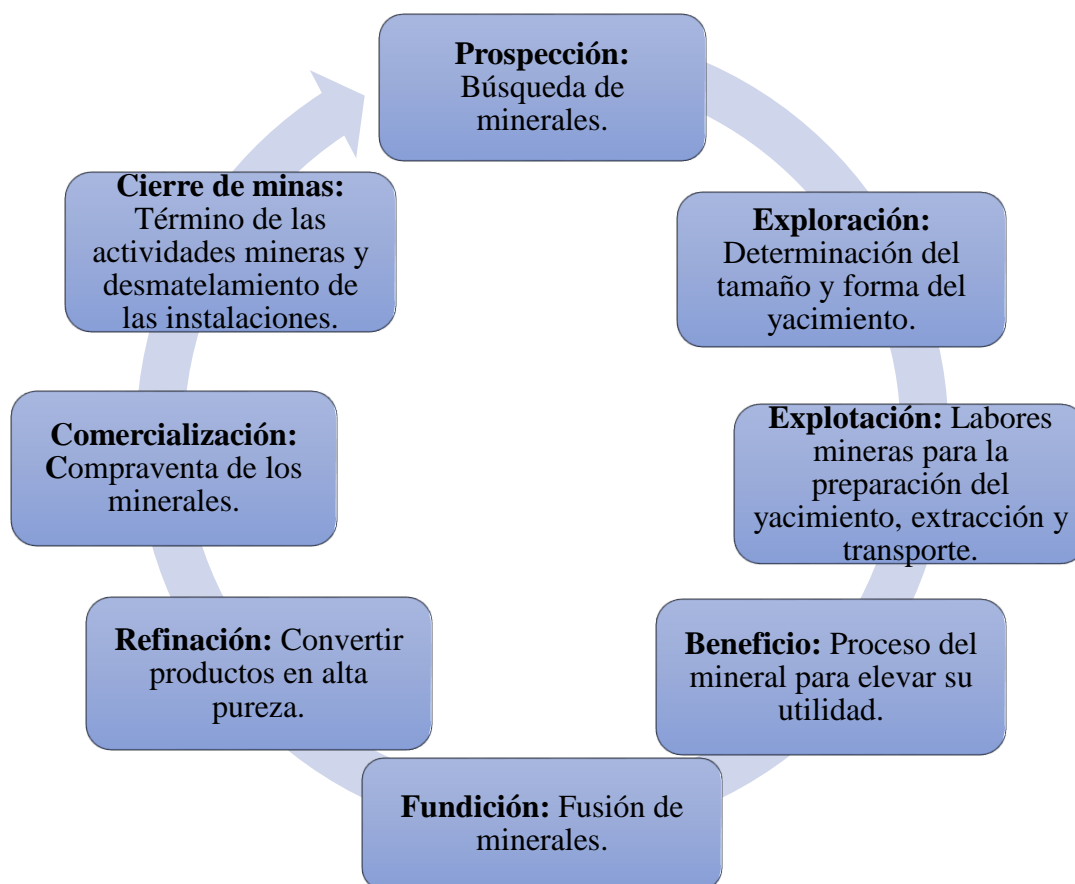 Prospección:
Búsqueda de
minerales.
Exploración:
Determinación del
tamaño y forma del
yacimiento.
Explotación: Labores
mineras para la
preparación del
yacimiento, extracción y
transporte.
Beneficio: Proceso del
mineral para elevar su
utilidad.
Fundición: Fusión de
minerales.
Refinación: Convertir
productos en alta
pureza.
Comercialización:
Compraventa de los
minerales.
Cierre de minas:
Término de las
actividades mineras y
desmatelamiento de
las instalaciones.